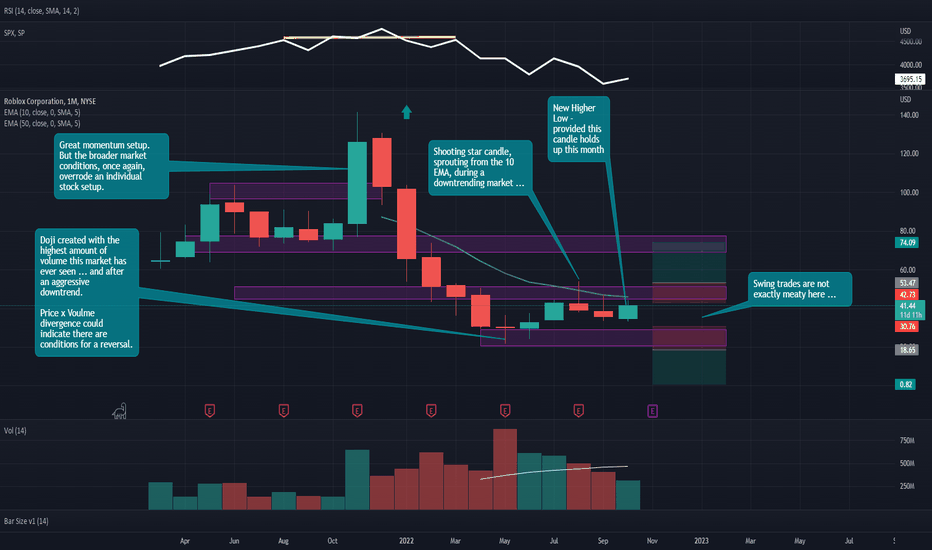 RSI (14, close, SMA, 14, 2)
SPX, SP
USD
4500.00
4000.00
3695.15
3500.00
Roblox Corporation, 1M, NYSE
EMA (10, close, 0, SMA, 5)
EMA (50, close, 0, SMA, 5)
USD
140.00
120.00
100.00
80.00
74.09
60.00
53.47
42.73
41.44
11d 11h
30.76
18.65
0.82
Great momentum setup.
But the broader market
conditions, once again,
overrode an individual
stock setup.
Shooting star candle,
sprouting from the 10
EMA, during a
downtrending market ...
New Higher
Low -
provided this
candle holds
up this month
Doji created with the
highest amount of
volume this market has
ever seen ... and after
an aggressive
downtrend.
Price x Voulme
divergence could
indicate there are
conditions for a reversal.
Swing trades are not
exactly meaty here ...
E
E
E
E
E
E
E
Vol (14)
750M
500M
250M
Bar Size v1 (14)
Apr
Jun
Aug
Oct
2022
Mar
May
Jul
Sep
Nov
2023
Mar
May
Jul